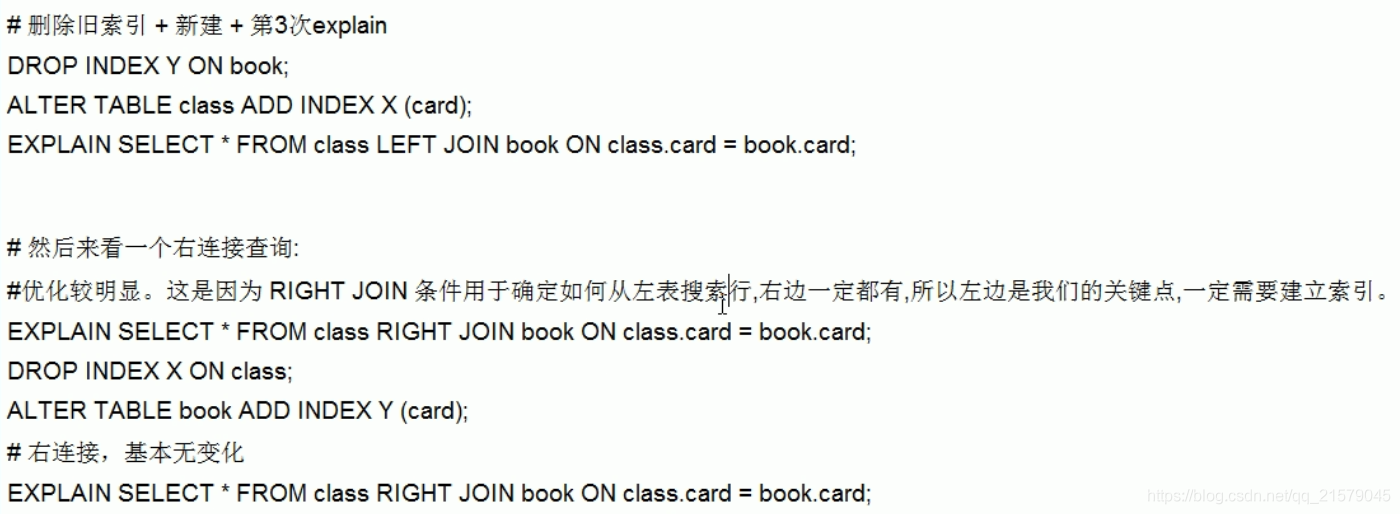 # 删除旧索引 + 新建 + 第3次explain
DROP INDEX Y ON book;
ALTER TABLE class ADD INDEX X (card);
EXPLAIN SELECT * FROM class LEFT JOIN book ON class.card = book.card;
# 然后来看一个右连接查询:
#优化较明显。这是因为 RIGHT JOIN 条件用于确定如何从左表搜索行,右边一定都有,所以左边是我们的关键点,一定需要建立索引。
EXPLAIN SELECT * FROM class RIGHT JOIN book ON class.card = book.card;
DROP INDEX X ON class;
ALTER TABLE book ADD INDEX Y (card);
# 右连接，基本无变化
EXPLAIN SELECT * FROM class RIGHT JOIN book ON class.card = book.card;
https://blog.csdn.net/qq_21579045